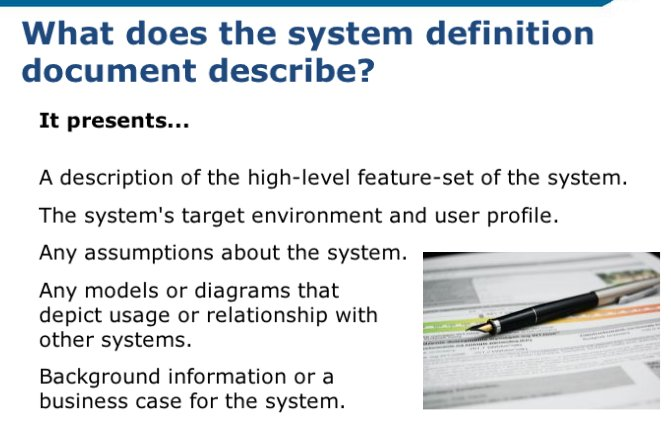 What does the system definition
document describe?
It presents...
A description of the high-level feature-set of the system.
The system's target environment and user profile.
Any assumptions about the system.
Any models or diagrams that
depict usage or relationship with
other systems.
Background information or a
business case for the system.